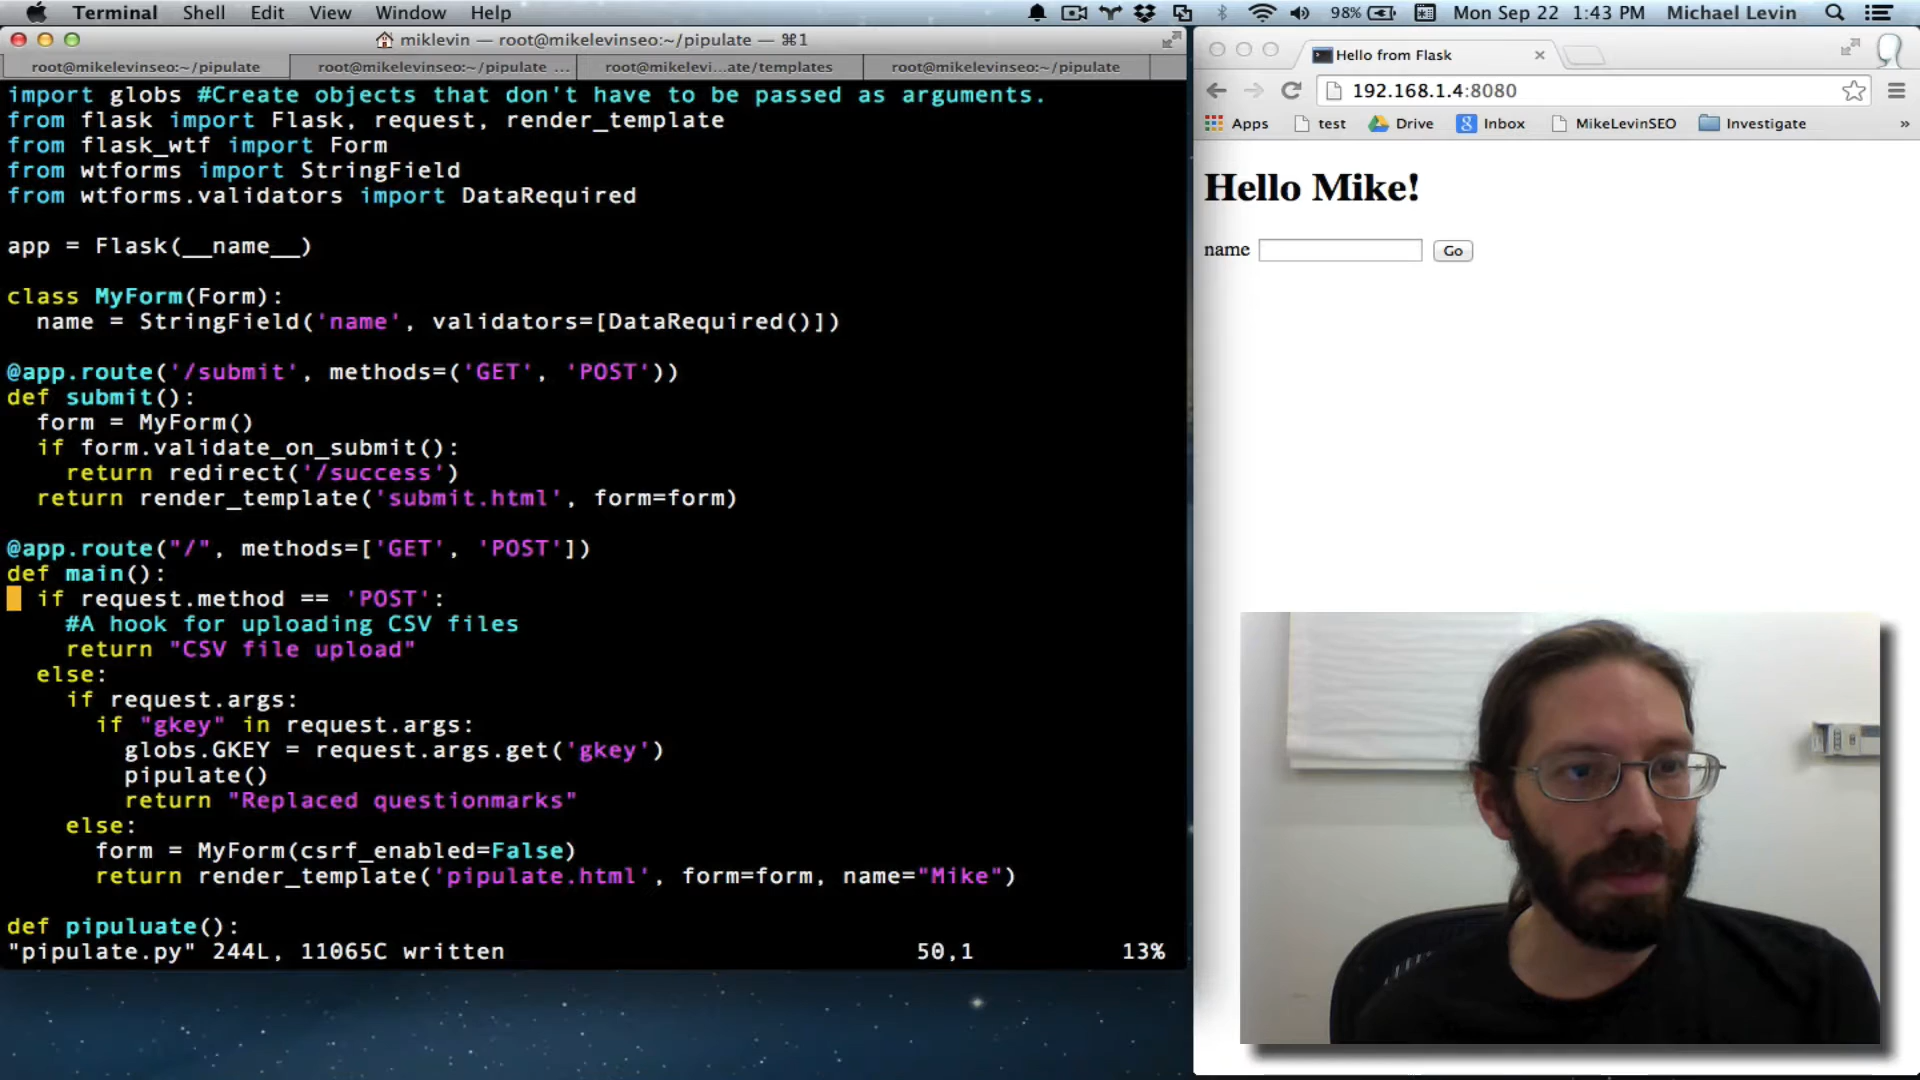 Terminal Shell Edit View Window Help 98% Mon Sep 22 1:43 PM Michael Levin
miklevin — root@mikelevinseo:~/pipulate — ⌘1
root@mikelevinseo:~/pipulate root@mikelevinseo:~/pipulate ... root@mikelevi...ate/templates root@mikelevinseo:~/pipulate
import globs #Create objects that don't have to be passed as arguments.
from flask import Flask, request, render_template
from flask_wtf import Form
from wtforms import StringField
from wtforms.validators import DataRequired
app = Flask(__name__)
class MyForm(Form):
name = StringField('name', validators=[DataRequired()])
@app.route('/submit', methods=('GET', 'POST'))
def submit():
form = MyForm()
if form.validate_on_submit():
return redirect('/success')
return render_template('submit.html', form=form)
@app.route("/", methods=['GET', 'POST'])
def main():
if request.method == 'POST':
#A hook for uploading CSV files
return "CSV file upload"
else:
if request.args:
if "gkey" in request.args:
globs.GKEY = request.args.get('gkey')
pipulate()
return "Replaced questionmarks"
else:
form = MyForm(csrf_enabled=False)
return render_template('pipulate.html', form=form, name="Mike")
def pipuluate():
"pipulate.py" 244L, 11065C written 50,1 13%
Hello from Flask
192.168.1.4:8080
Apps test Drive Inbox MikeLevinSEO Investigate »
Hello Mike!
name Go